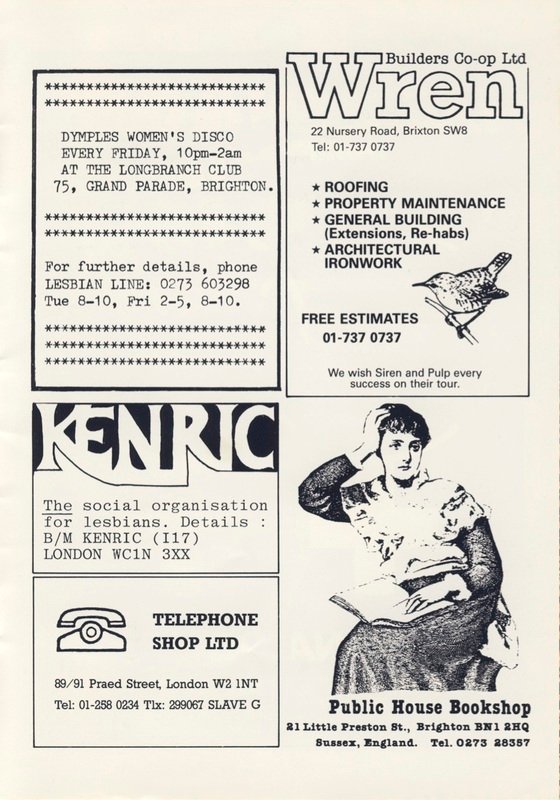 ************************
************************
DYMPLES WOMEN'S DISCO
EVERY FRIDAY, 10pm-2am
AT THE LONGBRANCH CLUB
75, GRAND PARADE, BRIGHTON.
************************
************************
For further details, phone
LESBIAN LINE: 0273 603298
Tue 8-10, Fri 2-5, 8-10.
************************
************************
************************
Builders Co-op Ltd
Wren
22 Nursery Road, Brixton SW8
Tel: 01-737 0737
★ ROOFING
★ PROPERTY MAINTENANCE
★ GENERAL BUILDING
(Extensions, Re-habs)
★ ARCHITECTURAL
IRONWORK
FREE ESTIMATES
01-737 0737
We wish Siren and Pulp every
success on their tour.
KENRIC
The social organisation
for lesbians. Details :
B/M KENRIC (I17)
LONDON WC1N 3XX
TELEPHONE
SHOP LTD
89/91 Praed Street, London W2 1NT
Tel: 01-258 0234 Tlx: 299067 SLAVE G
Public House Bookshop
21 Little Preston St., Brighton BN1 2HQ
Sussex, England. Tel. 0273 28357